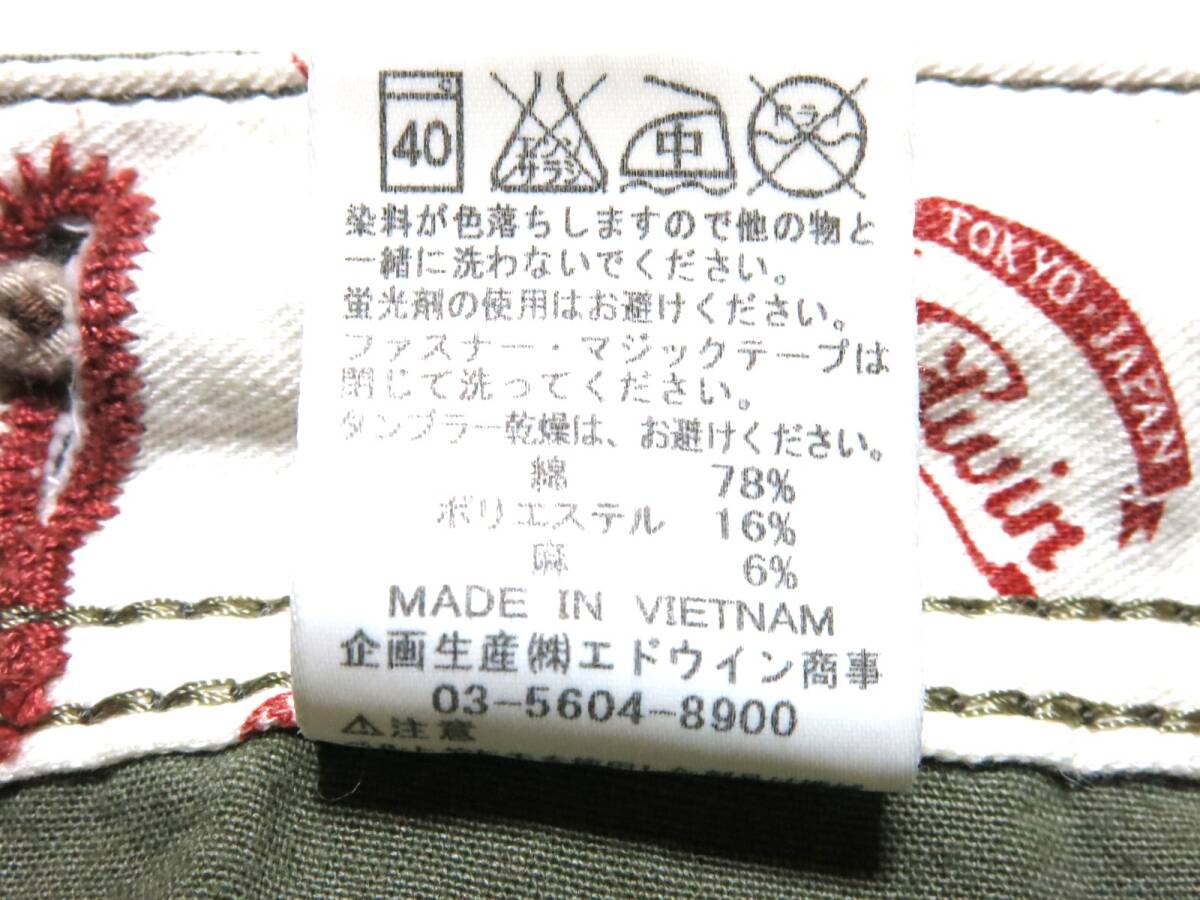 40
エンソ
サラシ
中
ドライ
染料が色落ちしますので他の物と
一緒に洗わないでください。
蛍光剤の使用はお避けください。
ファスナー・マジックテープは
閉じて洗ってください。
タンブラー乾燥は、お避けください。
綿 78%
ポリエステル 16%
麻 6%
MADE IN VIETNAM
企画生産㈱エドウイン商事
03-5604-8900
⚠注意
TOKYO, JAPAN